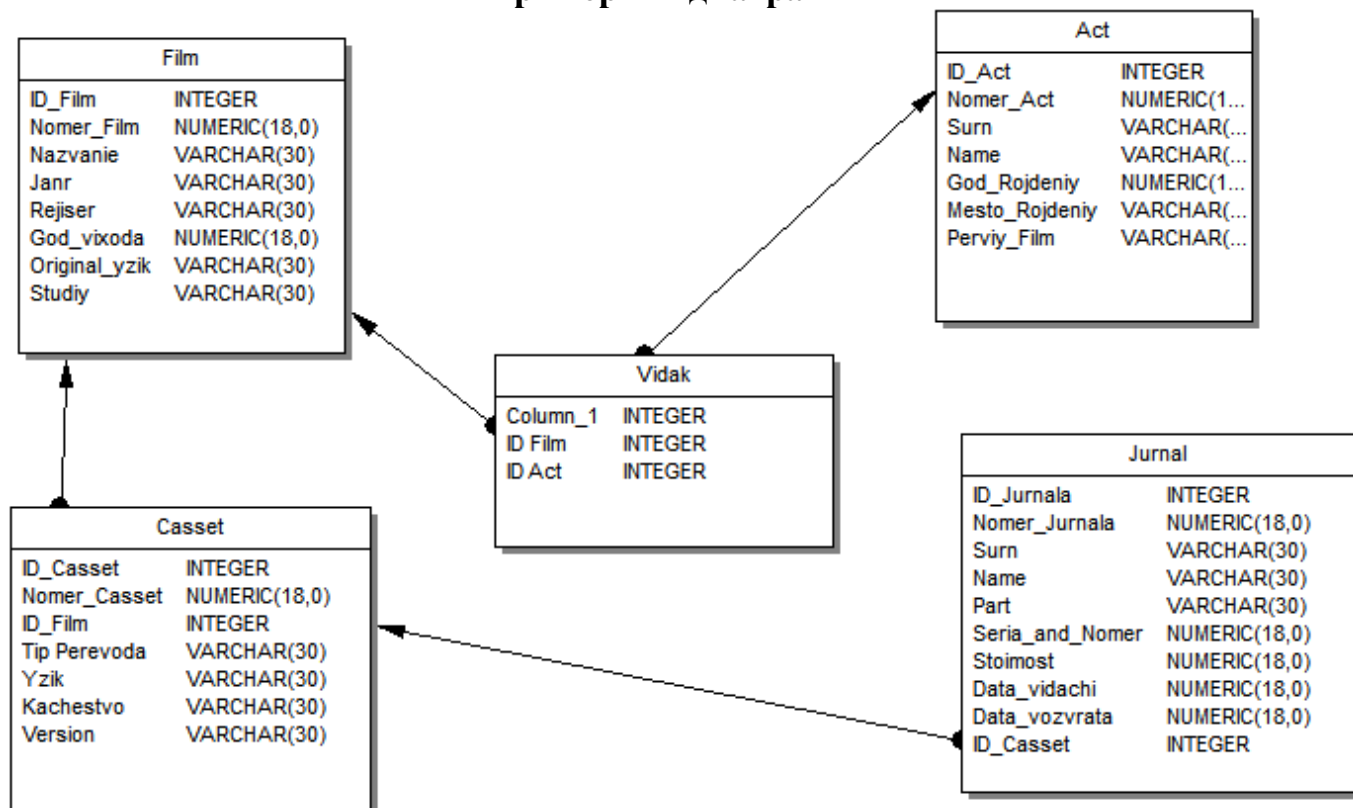 Film
ID_Film INTEGER
Nomer_Film NUMERIC(18,0)
Nazvanie VARCHAR(30)
Janr VARCHAR(30)
Rejiser VARCHAR(30)
God_vixoda NUMERIC(18,0)
Original_yzik VARCHAR(30)
Studiy VARCHAR(30)
Act
ID_Act INTEGER
Nomer_Act NUMERIC(1...
Surn VARCHAR(...
Name VARCHAR(...
God_Rojdeniy NUMERIC(1...
Mesto_Rojdeniy VARCHAR(...
Perviy_Film VARCHAR(...
Vidak
Column_1 INTEGER
ID Film INTEGER
ID Act INTEGER
Casset
ID_Casset INTEGER
Nomer_Casset NUMERIC(18,0)
ID_Film INTEGER
Tip Perevoda VARCHAR(30)
Yzik VARCHAR(30)
Kachestvo VARCHAR(30)
Version VARCHAR(30)
Jurnal
ID_Jurnala INTEGER
Nomer_Jurnala NUMERIC(18,0)
Surn VARCHAR(30)
Name VARCHAR(30)
Part VARCHAR(30)
Seria_and_Nomer NUMERIC(18,0)
Stoimost NUMERIC(18,0)
Data_vidachi NUMERIC(18,0)
Data_vozvrata NUMERIC(18,0)
ID_Casset INTEGER